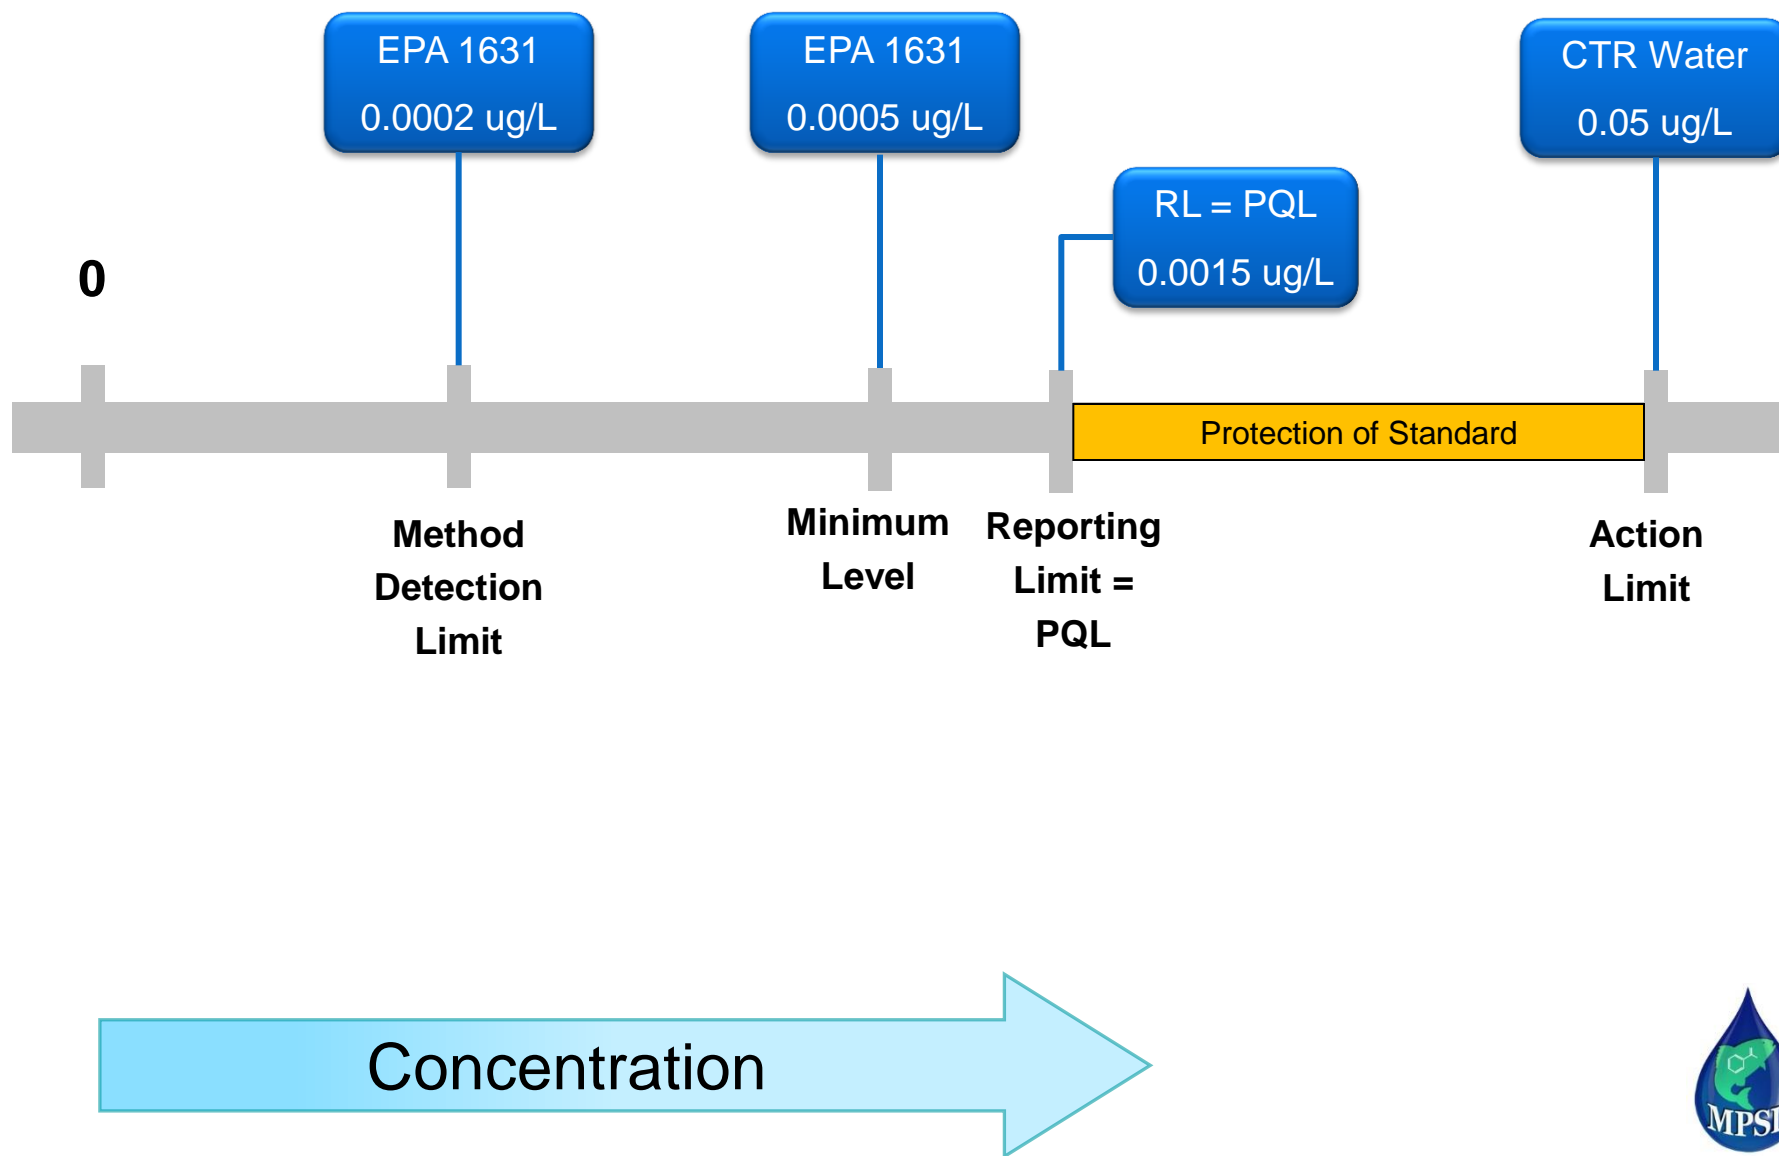 EPA 1631
0.0002 ug/L
EPA 1631
0.0005 ug/L
CTR Water
0.05 ug/L
RL = PQL
0.0015 ug/L
0
Protection of Standard
Method
Detection
Limit
Minimum
Level
Reporting
Limit =
PQL
Action
Limit
Concentration